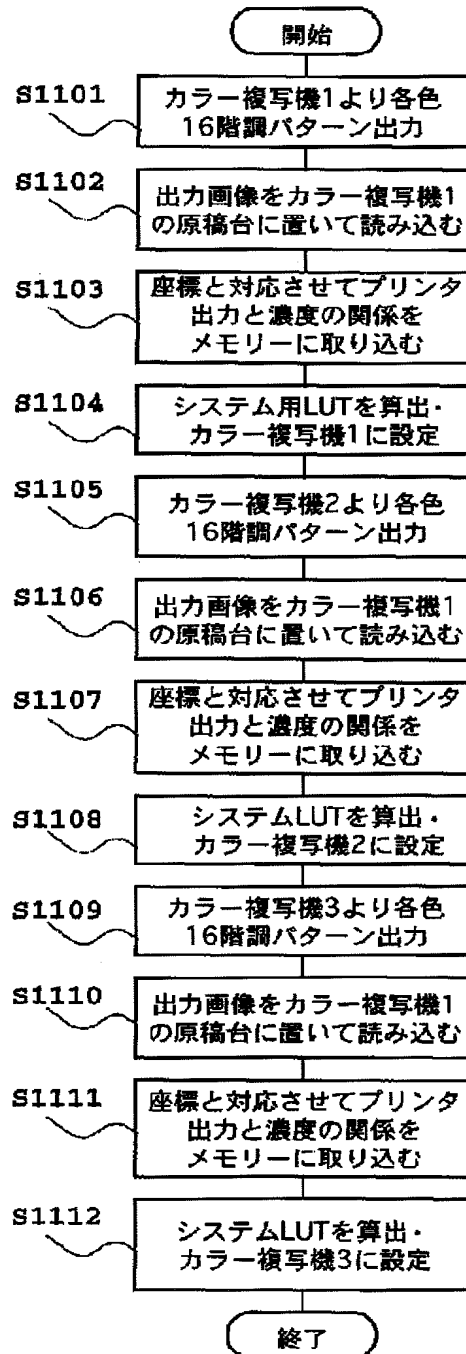 開始
S1101
カラー複写機1より各色
16階調パターン出力
S1102
出力画像をカラー複写機1
の原稿台に置いて読み込む
S1103
座標と対応させてプリンタ
出力と濃度の関係を
メモリーに取り込む
S1104
システム用LUTを算出・
カラー複写機1に設定
S1105
カラー複写機2より各色
16階調パターン出力
S1106
出力画像をカラー複写機1
の原稿台に置いて読み込む
S1107
座標と対応させてプリンタ
出力と濃度の関係を
メモリーに取り込む
S1108
システムLUTを算出・
カラー複写機2に設定
S1109
カラー複写機3より各色
16階調パターン出力
S1110
出力画像をカラー複写機1
の原稿台に置いて読み込む
S1111
座標と対応させてプリンタ
出力と濃度の関係を
メモリーに取り込む
S1112
システムLUTを算出・
カラー複写機3に設定
終了